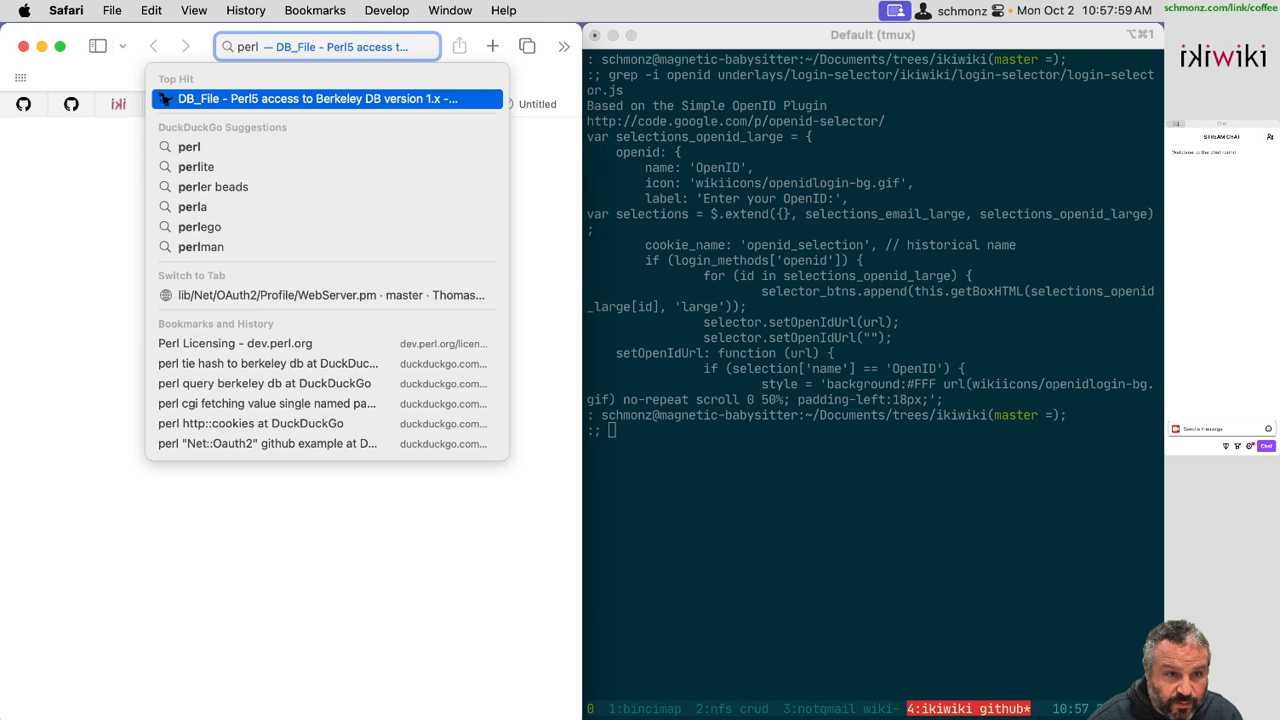 Safari File Edit View History Bookmarks Develop Window Help
schmonz Mon Oct 2 10:57:59 AM
schmonz.com/link/coffee
perl — DB_File - Perl5 access t...
Top Hit
DB_File - Perl5 access to Berkeley DB version 1.x -...
DuckDuckGo Suggestions
perl
perlite
perler beads
perla
perlego
perlman
Switch to Tab
lib/Net/OAuth2/Profile/WebServer.pm · master · Thomas...
Bookmarks and History
Perl Licensing - dev.perl.org dev.perl.org/licen...
perl tie hash to berkeley db at DuckDuc... duckduckgo.com...
perl query berkeley db at DuckDuckGo duckduckgo.com...
perl cgi fetching value single named pa... duckduckgo.com...
perl http::cookies at DuckDuckGo duckduckgo.com...
perl "Net::Oauth2" github example at D... duckduckgo.com...
ikiwiki
Untitled
Default (tmux)
⌥⌘1
: schmonz@magnetic-babysitter:~/Documents/trees/ikiwiki(master =);
:; grep -i openid underlays/login-selector/ikiwiki/login-selector/login-select
or.js
Based on the Simple OpenID Plugin
http://code.google.com/p/openid-selector/
var selections_openid_large = {
openid: {
name: 'OpenID',
icon: 'wikiicons/openidlogin-bg.gif',
label: 'Enter your OpenID:',
var selections = $.extend({}, selections_email_large, selections_openid_large)
;
cookie_name: 'openid_selection', // historical name
if (login_methods['openid']) {
for (id in selections_openid_large) {
selector_btns.append(this.getBoxHTML(selections_openid
_large[id], 'large'));
selector.setOpenIdUrl(url);
selector.setOpenIdUrl("");
setOpenIdUrl: function (url) {
if (selection['name'] == 'OpenID') {
style = 'background:#FFF url(wikiicons/openidlogin-bg.
gif) no-repeat scroll 0 50%; padding-left:18px;';
: schmonz@magnetic-babysitter:~/Documents/trees/ikiwiki(master =);
:;
0 1:bincimap 2:nfs crud 3:notqmail wiki- 4:ikiwiki github* 10:57
ikiwiki
Chat
STREAM CHAT
Welcome to the chat room!
Send a message
Chat